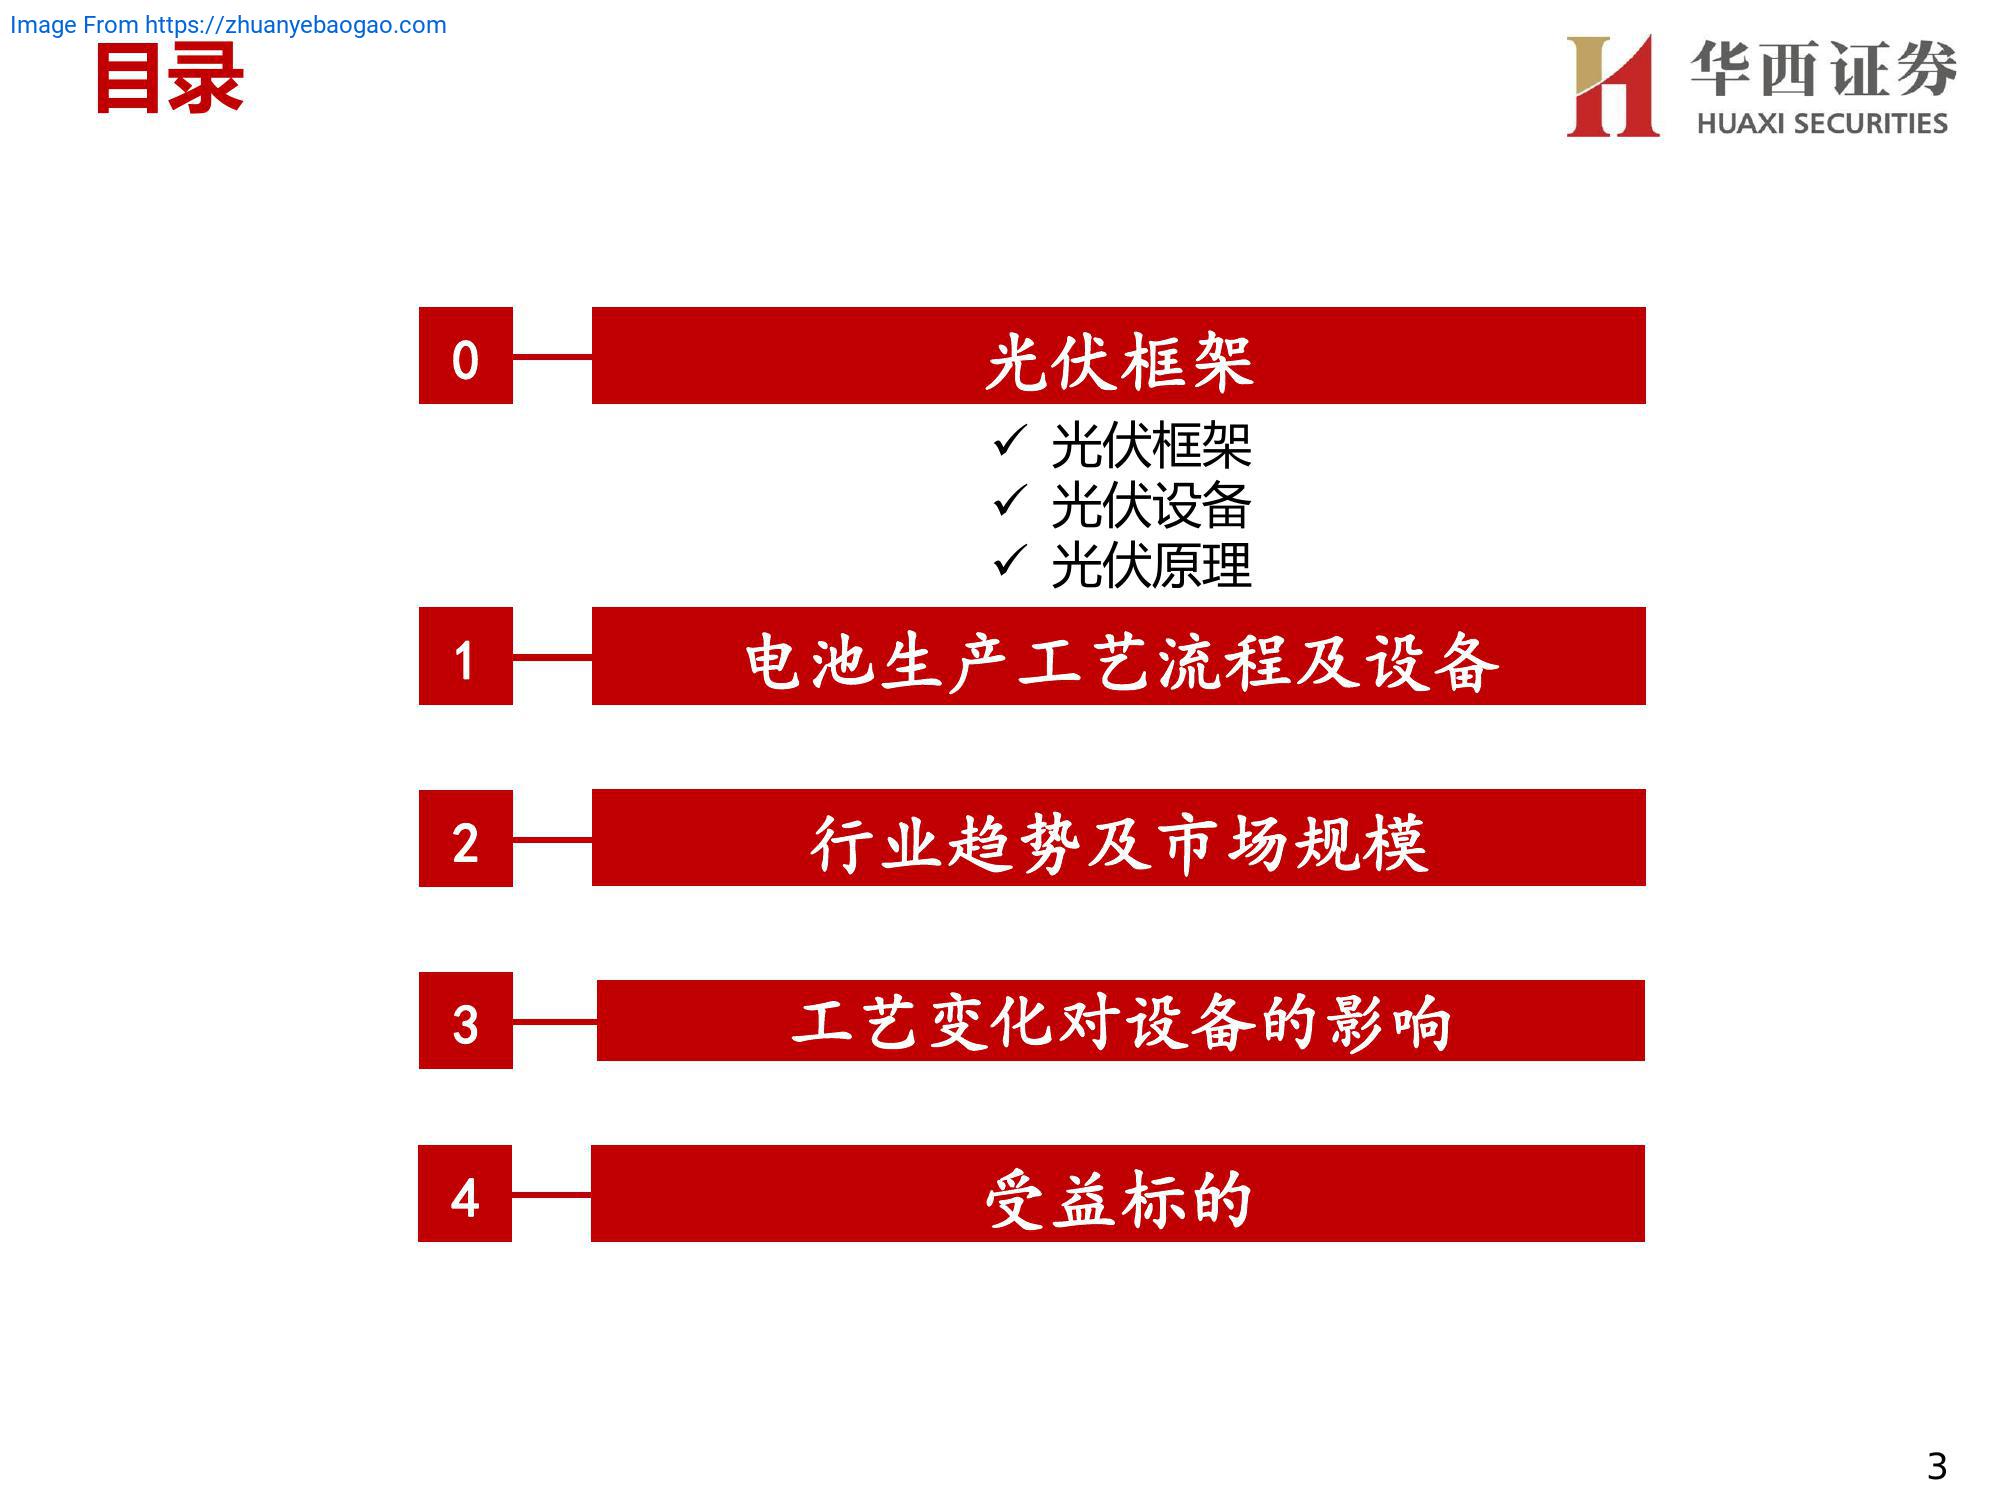 Image From https://zhuanyebaogao.com
目录
华西证券
HUAXI SECURITIES
0
光伏框架
✓ 光伏框架
✓ 光伏设备
✓ 光伏原理
1
电池生产工艺流程及设备
2
行业趋势及市场规模
3
工艺变化对设备的影响
4
受益标的
3